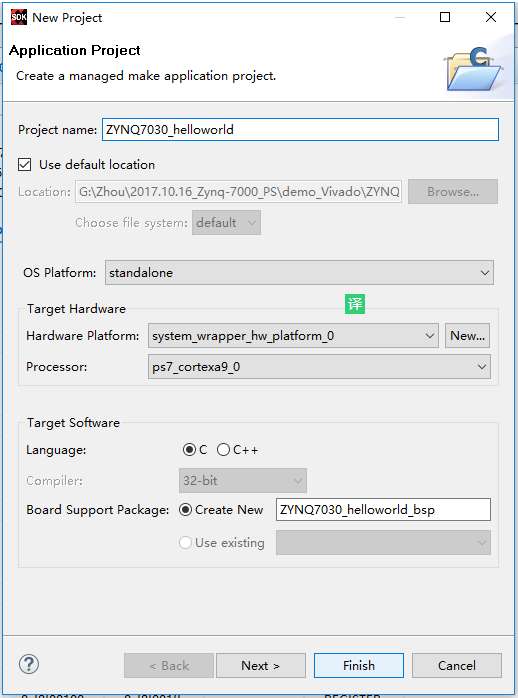 SDK New Project
Application Project
Create a managed make application project.
C
Project name: ZYNQ7030_helloworld
Use default location
Location: G:\Zhou\2017.10.16_Zynq-7000_PS\demo_Vivado\ZYNQ Browse...
Choose file system: default
OS Platform: standalone
译
Target Hardware
Hardware Platform: system_wrapper_hw_platform_0 New...
Processor: ps7_cortexa9_0
Target Software
Language: C C++
Compiler: 32-bit
Board Support Package: Create New ZYNQ7030_helloworld_bsp
Use existing
? < Back Next > Finish Cancel